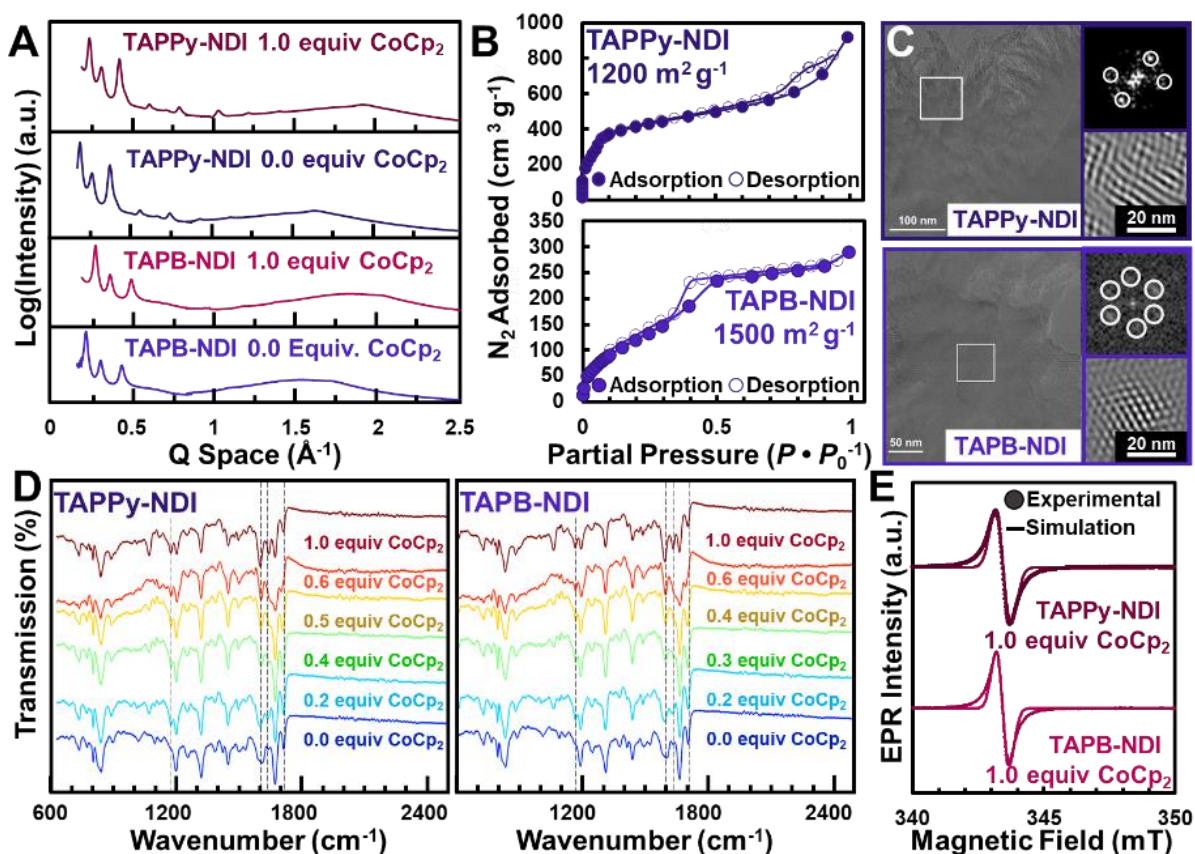 A
TAPPy-NDI 1.0 equiv CoCp₂
TAPPy-NDI 0.0 equiv CoCp₂
TAPB-NDI 1.0 equiv CoCp₂
TAPB-NDI 0.0 Equiv. CoCp₂
Log(Intensity) (a.u.)
0 0.5 1 1.5 2 2.5
Q Space (Å⁻¹)
B
TAPPy-NDI
1200 m² g⁻¹
1000
800
600
400
200
0
Adsorption Desorption
350
300
250
200
150
100
50
0
TAPB-NDI
1500 m² g⁻¹
Adsorption Desorption
N₂ Adsorbed (cm³ g⁻¹)
0 0.5 1
Partial Pressure (P • P₀⁻¹)
C
100 nm
TAPPy-NDI
20 nm
50 nm
TAPB-NDI
20 nm
D
TAPPy-NDI
1.0 equiv CoCp₂
0.6 equiv CoCp₂
0.5 equiv CoCp₂
0.4 equiv CoCp₂
0.2 equiv CoCp₂
0.0 equiv CoCp₂
Transmission (%)
600 1200 1800 2400
Wavenumber (cm⁻¹)
TAPB-NDI
1.0 equiv CoCp₂
0.6 equiv CoCp₂
0.4 equiv CoCp₂
0.3 equiv CoCp₂
0.2 equiv CoCp₂
0.0 equiv CoCp₂
1200 1800 2400
Wavenumber (cm⁻¹)
E
Experimental
Simulation
TAPPy-NDI
1.0 equiv CoCp₂
TAPB-NDI
1.0 equiv CoCp₂
EPR Intensity (a.u.)
340 345 350
Magnetic Field (mT)